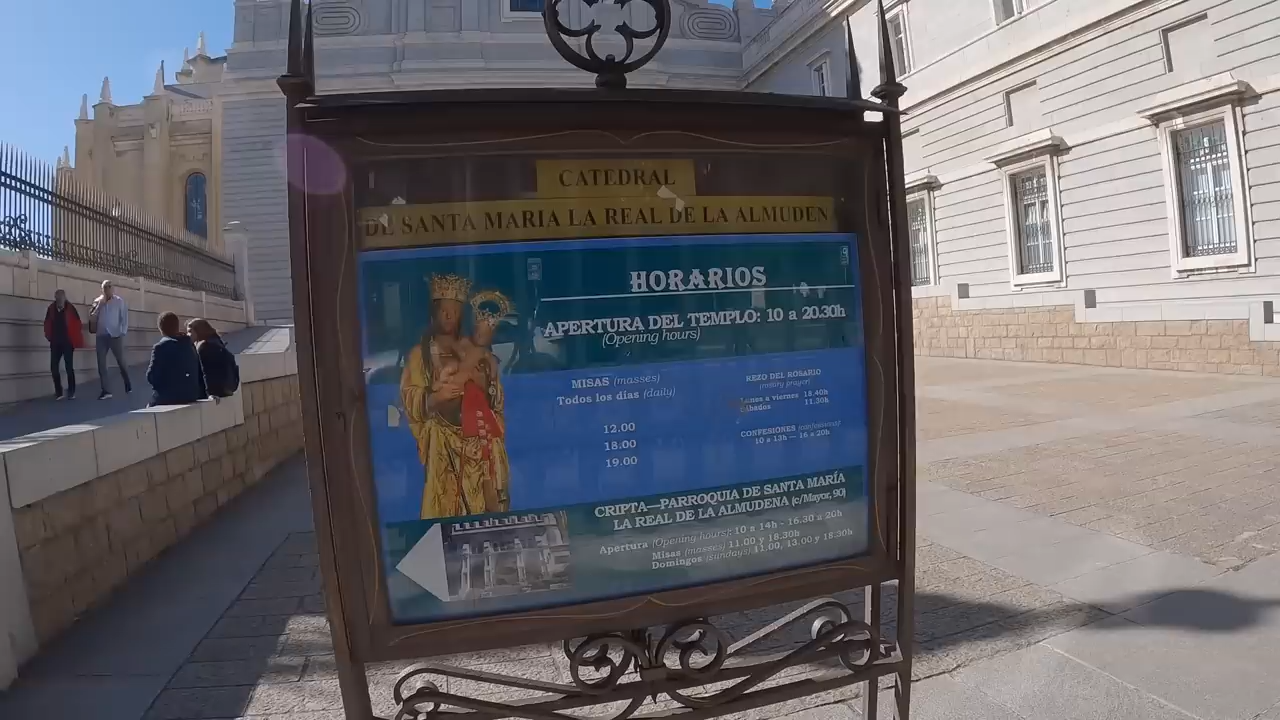 CATEDRAL
DE SANTA MARIA LA REAL DE LA ALMUDEN
HORARIOS
APERTURA DEL TEMPLO: 10 a 20.30h
(Opening hours)
MISAS (masses)
Todos los días (daily)
12.00
18.00
19.00
REZO DEL ROSARIO
(rosary prayer)
Lunes a viernes 18.40h
Sábados 11.30h
CONFESIONES (confessions)
10 a 13h — 16 a 20h
CRIPTA—PARROQUIA DE SANTA MARÍA
LA REAL DE LA ALMUDENA (c/Mayor, 90)
Apertura (Opening hours): 10 a 14h - 16.30 a 20h
Misas (masses) 11.00 y 18.30h
Domingos (sundays) 11.00, 13.00 y 18:30h